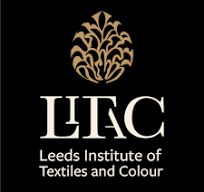 LITAC
Leeds Institute of
Textiles and Colour